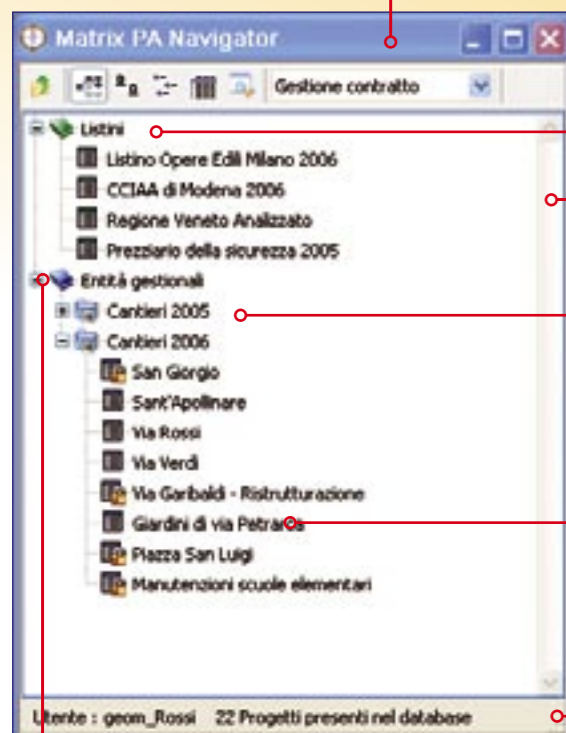 Matrix PA Navigator
Gestione contratto
Listini
Listino Opere Edili Milano 2006
CCIAA di Modena 2006
Regione Veneto Analizzato
Prezziario della sicurezza 2005
Entità gestionali
Cantieri 2005
Cantieri 2006
San Giorgio
Sant'Apollinare
Via Rossi
Via Verdi
Via Garibaldi - Ristrutturazione
Giardini di via Petrarca
Piazza San Luigi
Manutenzioni scuole elementari
Utente : geom_Rossi 22 Progetti presenti nel database